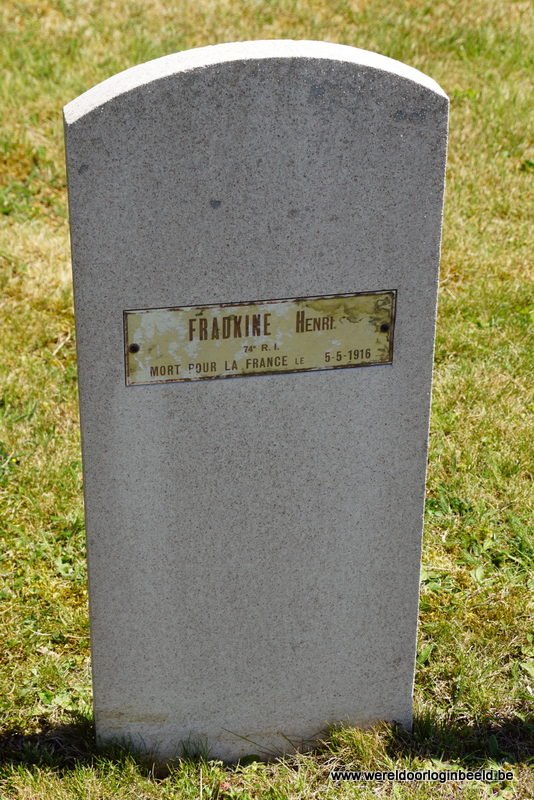 FRADKINE HENRI
74e R. I.
MORT POUR LA FRANCE LE 5-5-1916
www.wereldoorloginbeeld.be